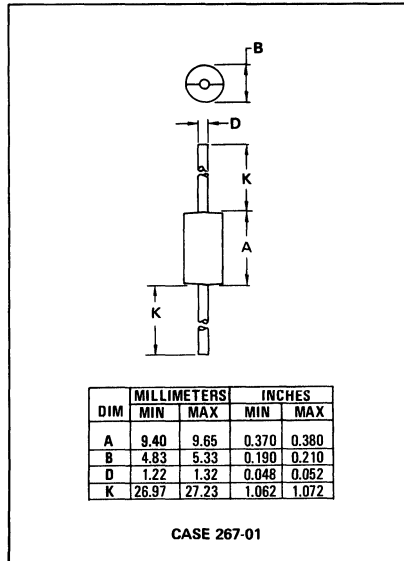 B
D
K
A
K
MILLIMETERS INCHES
DIM MIN MAX MIN MAX
A 9.40 9.65 0.370 0.380
B 4.83 5.33 0.190 0.210
D 1.22 1.32 0.048 0.052
K 26.97 27.23 1.062 1.072
CASE 267-01